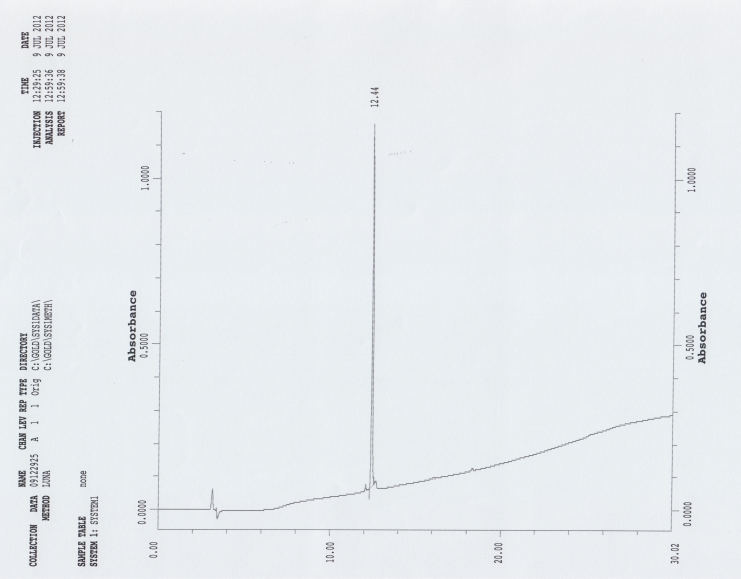 COLLECTION DATA NAME CHAN LEV REP TYPE DIRECTORY TIME DATE
DATA 09122925 A 1 1 Orig C:\GOLD\SYS1DATA\ INJECTION 12:29:25 9 JUL 2012
METHOD LUNA C:\GOLD\SYS1METH\ ANALYSIS 12:59:36 9 JUL 2012
REPORT 12:59:38 9 JUL 2012
SAMPLE TABLE none
SYSTEM 1: SYSTEM1
Absorbance
0.0000 0.5000 1.0000
0.00
10.00
12.44
20.00
30.02
0.0000 0.5000 1.0000
Absorbance